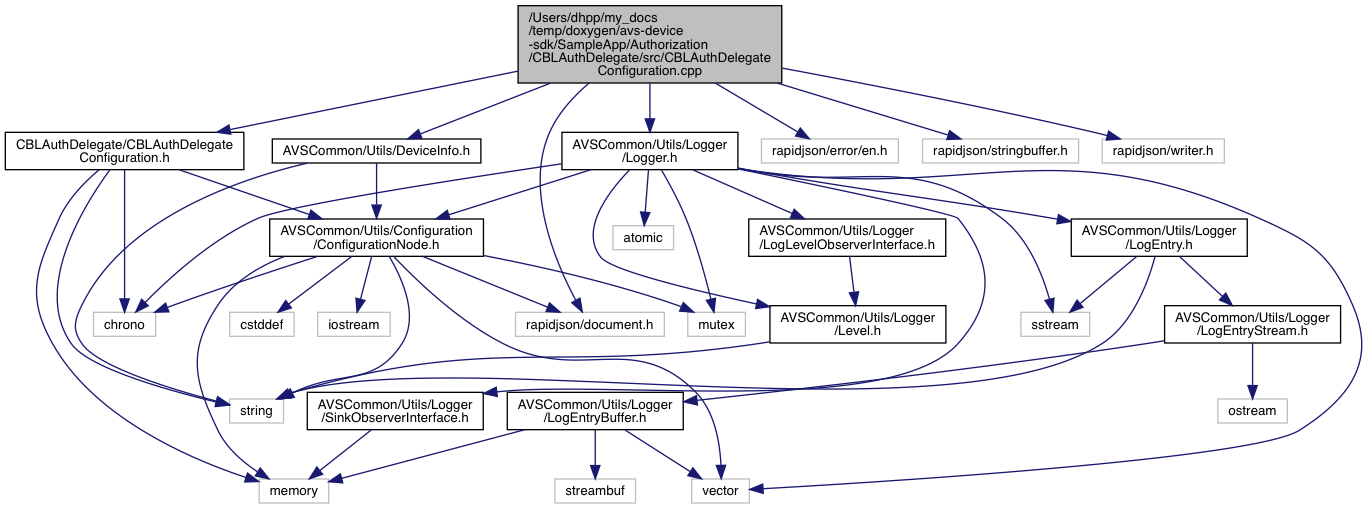 /Users/dhpp/my_docs
/temp/doxygen/avs-device
-sdk/SampleApp/Authorization
/CBLAuthDelegate/src/CBLAuthDelegate
Configuration.cpp
CBLAuthDelegate/CBLAuthDelegate
Configuration.h
AVSCommon/Utils/DeviceInfo.h
AVSCommon/Utils/Logger
/Logger.h
rapidjson/error/en.h
rapidjson/stringbuffer.h
rapidjson/writer.h
AVSCommon/Utils/Configuration
/ConfigurationNode.h
atomic
AVSCommon/Utils/Logger
/LogLevelObserverInterface.h
AVSCommon/Utils/Logger
/LogEntry.h
chrono
cstddef
iostream
rapidjson/document.h
mutex
AVSCommon/Utils/Logger
/Level.h
sstream
AVSCommon/Utils/Logger
/LogEntryStream.h
string
AVSCommon/Utils/Logger
/SinkObserverInterface.h
AVSCommon/Utils/Logger
/LogEntryBuffer.h
ostream
memory
streambuf
vector